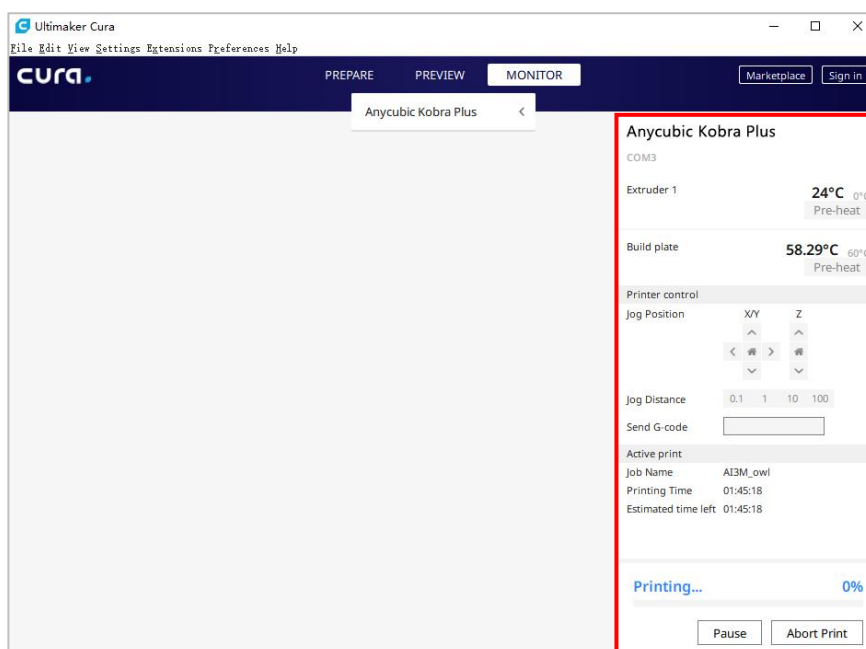 Ultimaker Cura
File Edit View Settings Extensions Preferences Help
cura.
PREPARE PREVIEW MONITOR
Marketplace Sign in
Anycubic Kobra Plus
Anycubic Kobra Plus
COM3
Extruder 1 24°C 0°C
Pre-heat
Build plate 58.29°C 60°C
Pre-heat
Printer control
Jog Position X/Y Z
Jog Distance 0.1 1 10 100
Send G-code
Active print
Job Name AI3M_owl
Printing Time 01:45:18
Estimated time left 01:45:18
Printing... 0%
Pause Abort Print